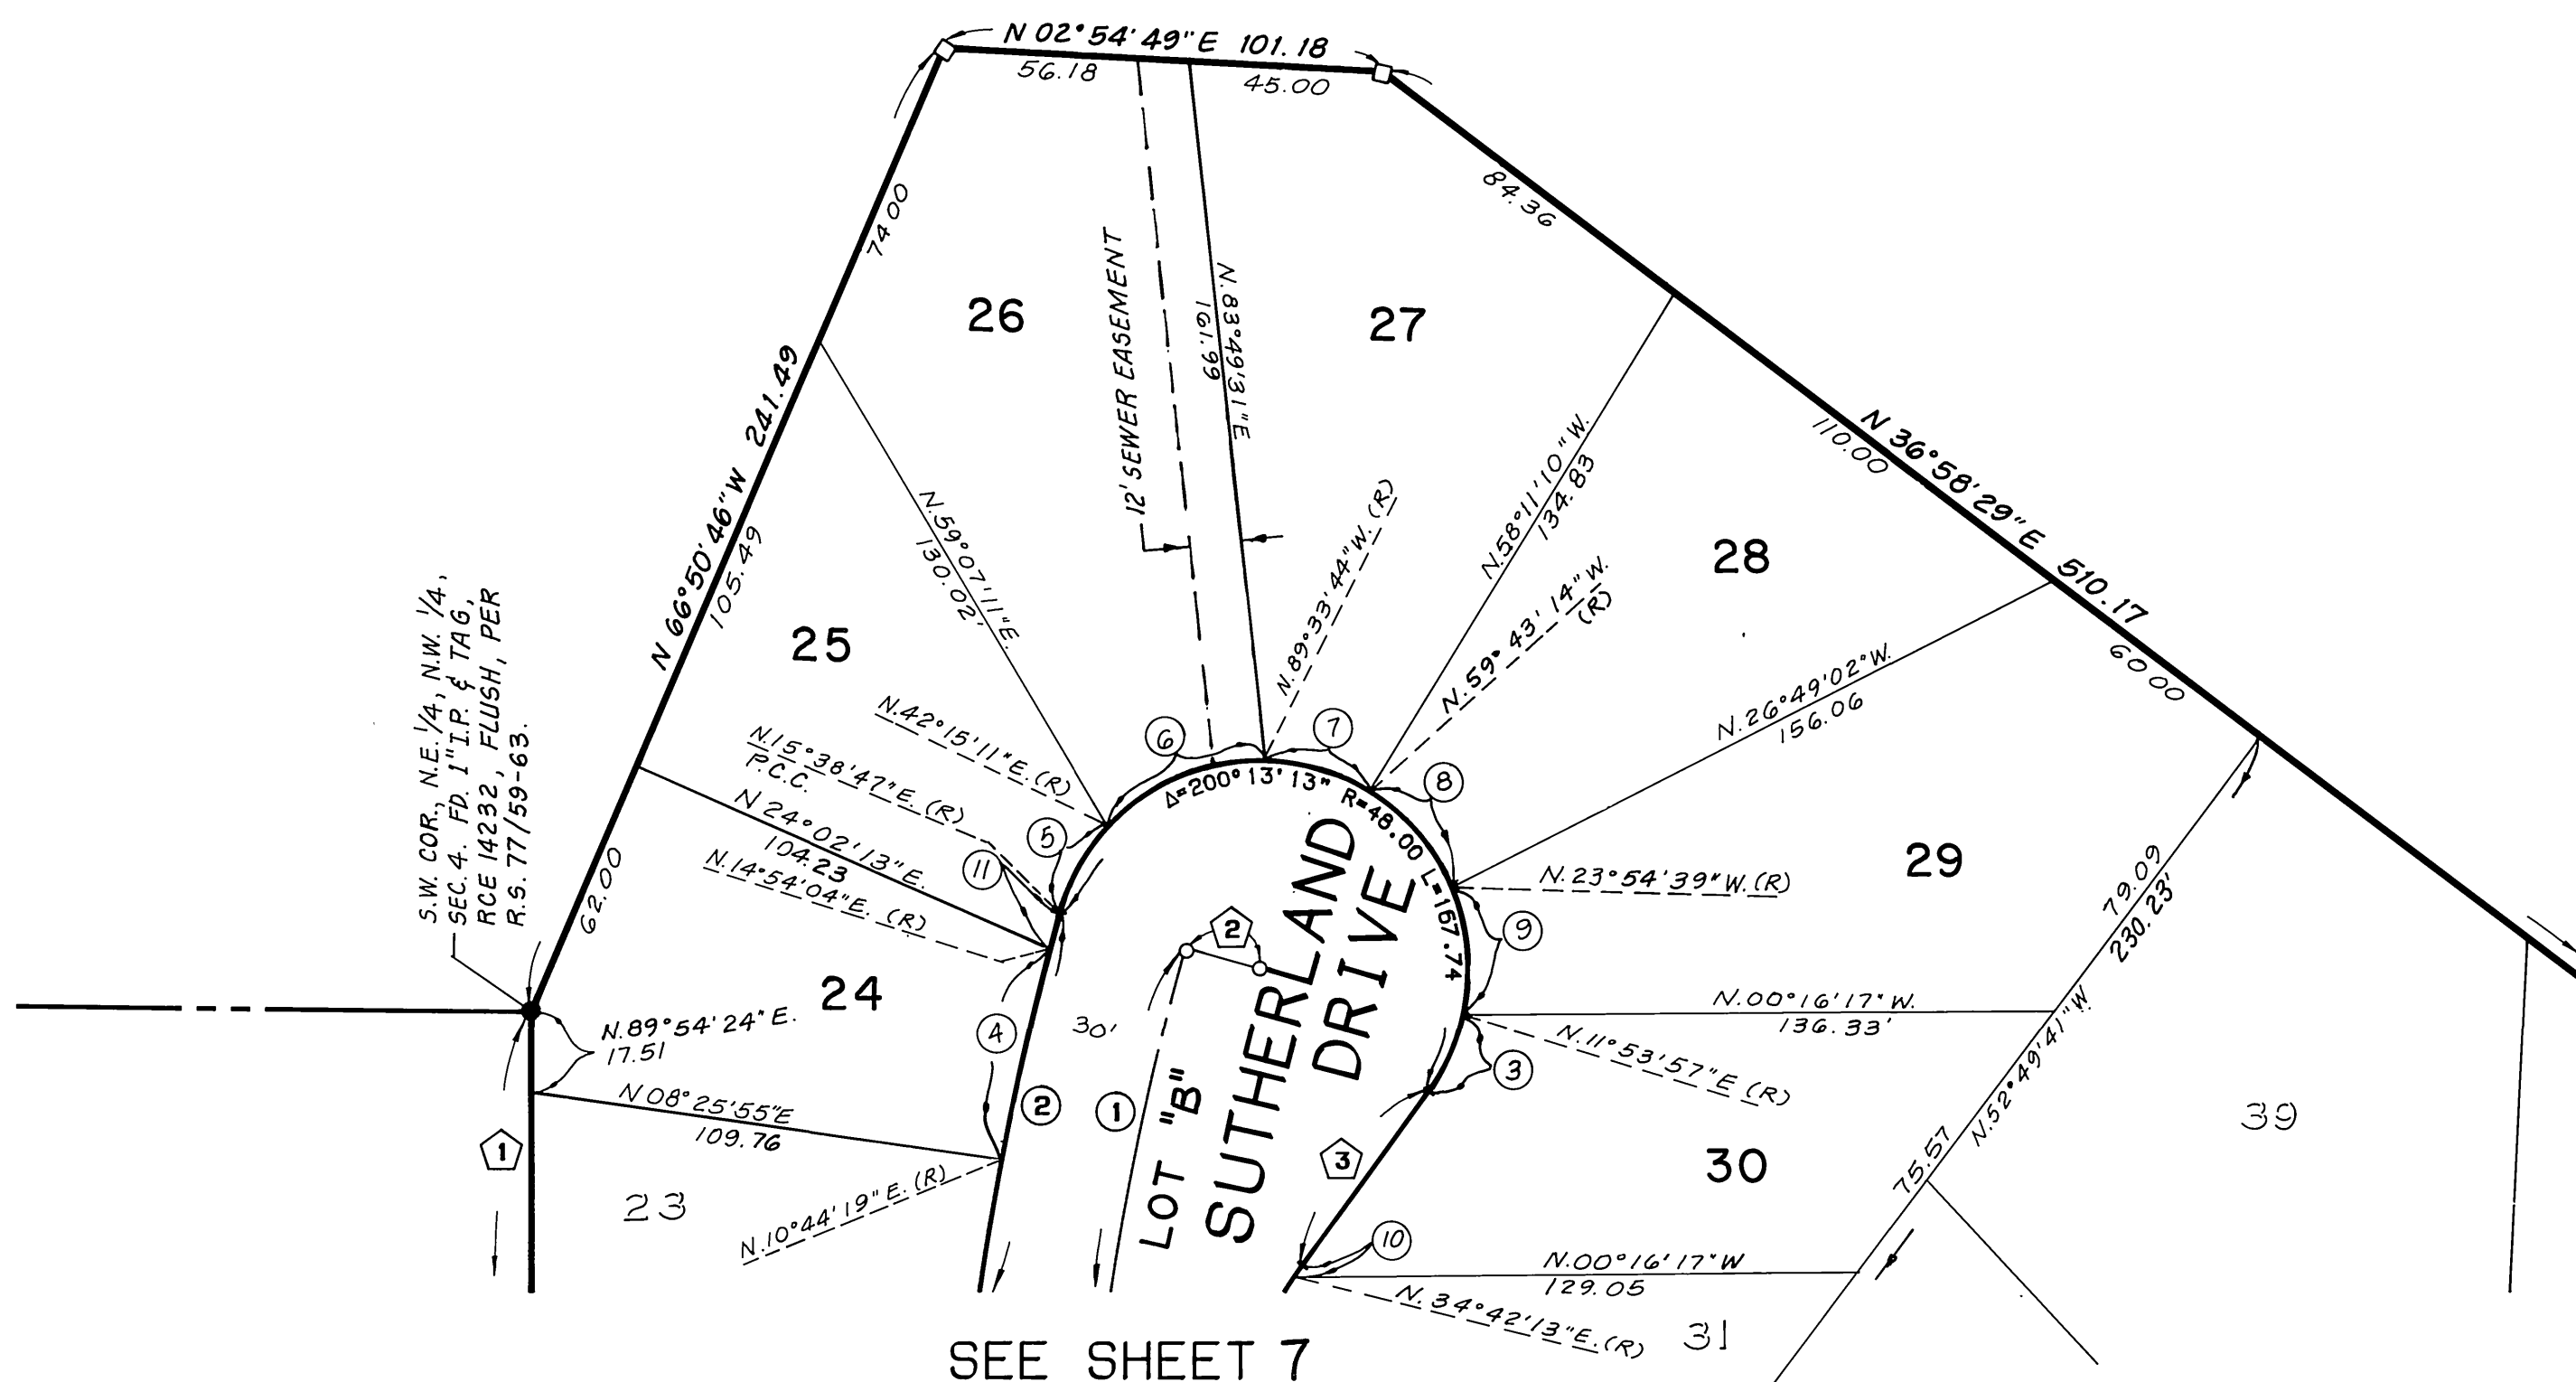 N 02°54'49"E 101.18
56.18
45.00
74.00
84.36
26
27
12' SEWER EASEMENT
N.83°49'31"E
161.99
N 66°50'46"W 241.49
105.49
N.59°07'11"E.
130.02'
N.89°33'44"W. (R)
N.58°11'10"W.
134.83
N.59°43'14"W.
(R)
28
110.00
N 36°58'29"E 510.17
60.00
S.W. COR., N.E.1/4, N.W. 1/4,
SEC. 4. FD. 1" I.P. & TAG,
RCE 14232, FLUSH, PER
R.S. 77/59-63.
25
N.42°15'11"E.(R)
N.15°38'47"E. (R)
P.C.C.
6
7
8
N.26°49'02"W.
156.06
Δ=200°13'13" R=48.00 L=167.74
5
11
N 24°02'13"E.
104.23
N.14°54'04"E. (R)
62.00
29
N.23°54'39"W.(R)
9
79.09
230.23'
N.52°49'41"W
75.57
24
N.89°54'24"E.
17.51
4
30'
2
SUTHERLAND
DRIVE
LOT "B"
N.00°16'17"W.
136.33'
N.11°53'57"E (R)
3
N 08°25'55"E
109.76
1
2
1
3
30
39
23
N.10°44'19"E.(R)
10
N.00°16'17"W
129.05
N.34°42'13"E.(R)
31
SEE SHEET 7